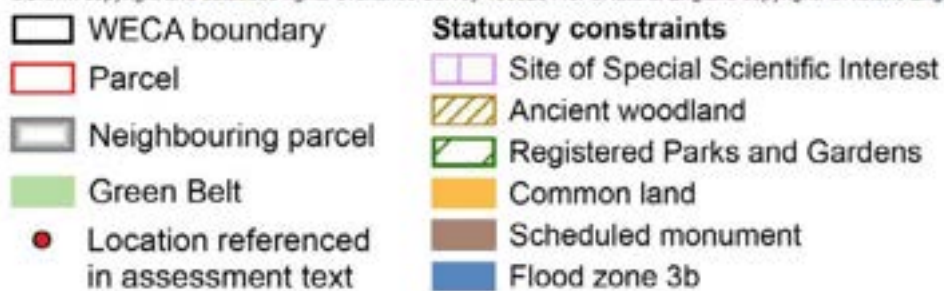 WECA boundary
Parcel
Neighbouring parcel
Green Belt
Location referenced
in assessment text
Statutory constraints
Site of Special Scientific Interest
Ancient woodland
Registered Parks and Gardens
Common land
Scheduled monument
Flood zone 3b